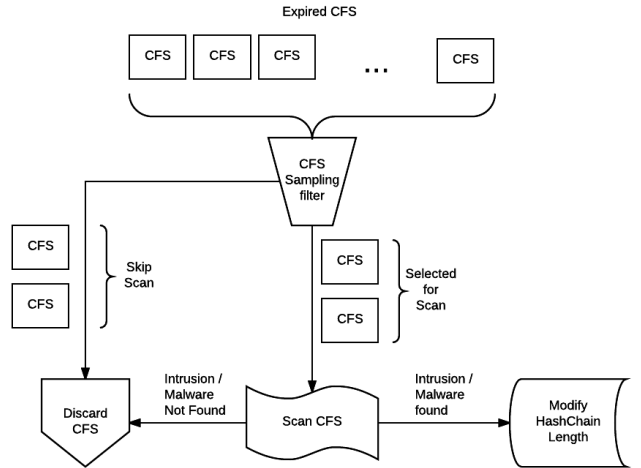 Expired CFS
CFS CFS CFS ... CFS
CFS
Sampling
filter
CFS
CFS
Skip
Scan
CFS
CFS
Selected
for
Scan
Discard
CFS
Intrusion /
Malware
Not Found
Scan CFS
Intrusion /
Malware
found
Modify
HashChain
Length